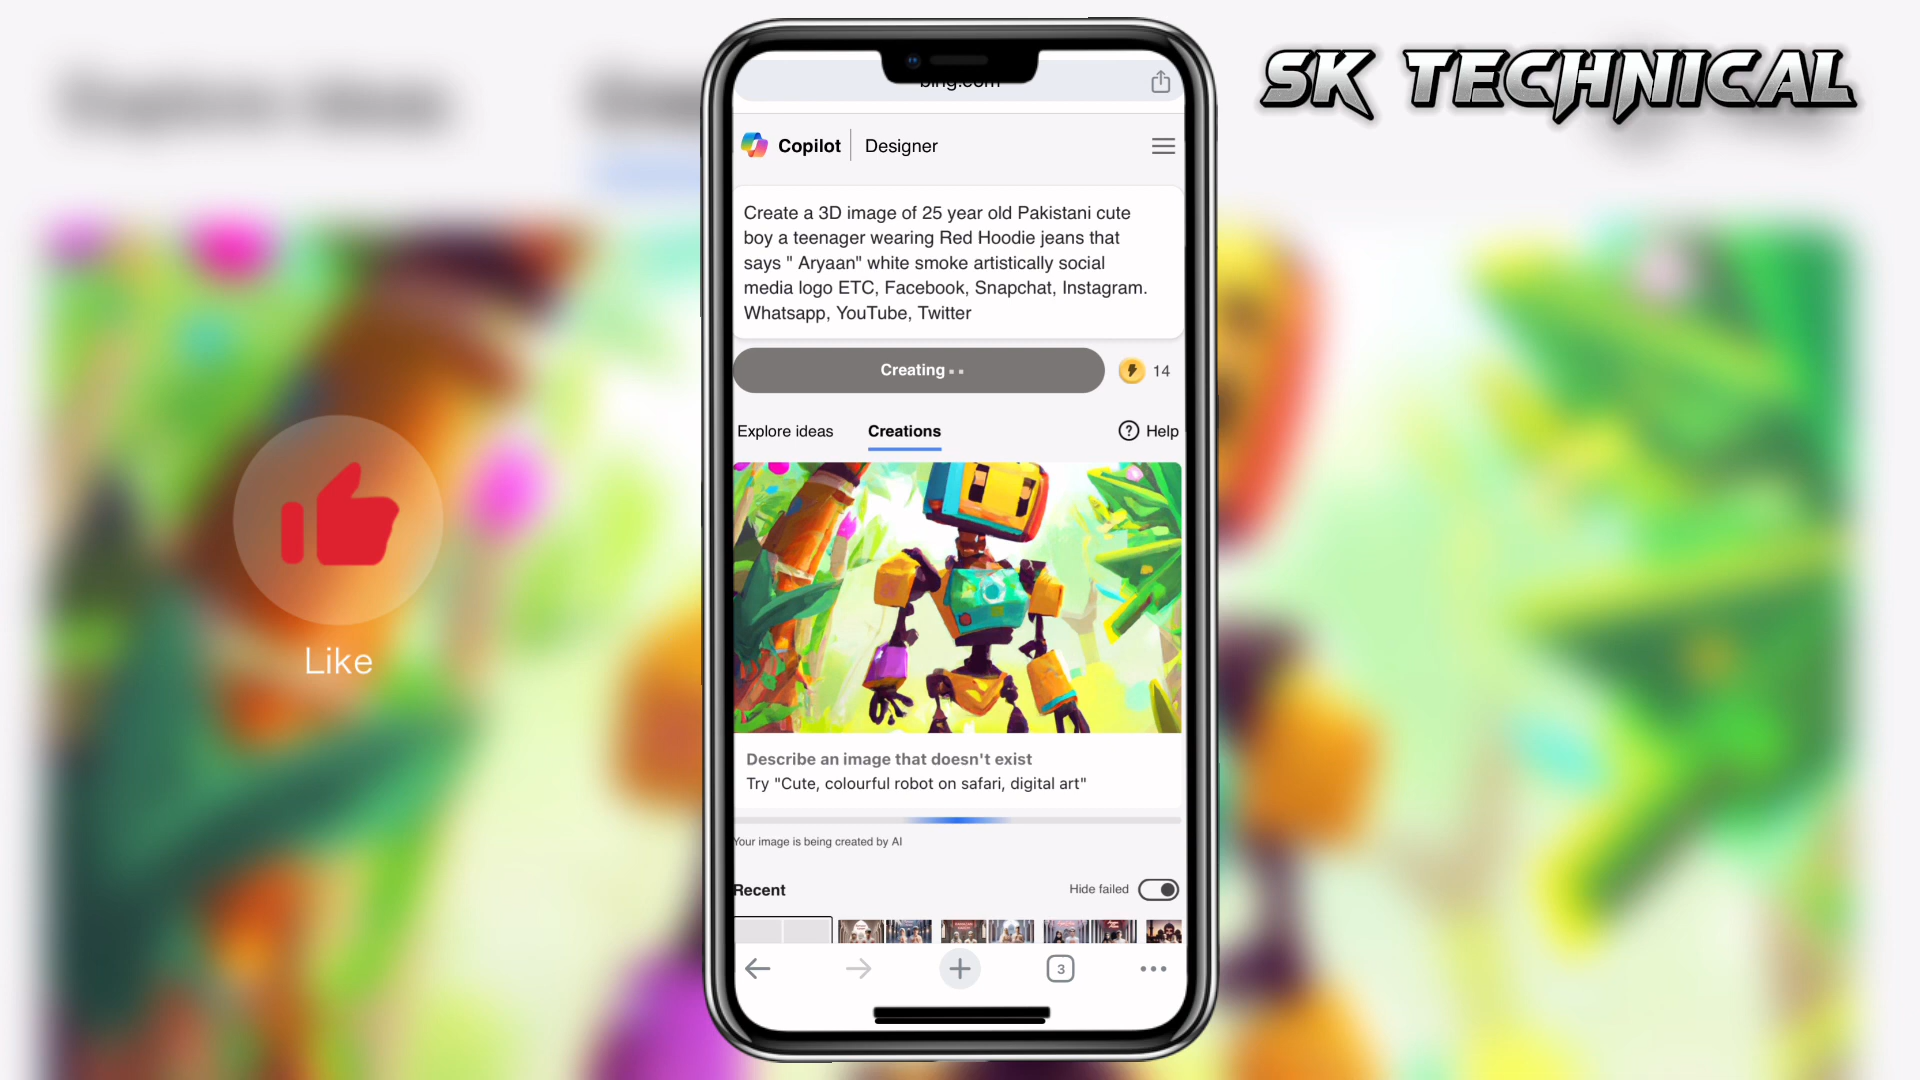 SK TECHNICAL
bing.com
Copilot | Designer
Create a 3D image of 25 year old Pakistani cute
boy a teenager wearing Red Hoodie jeans that
says " Aryaan" white smoke artistically social
media logo ETC, Facebook, Snapchat, Instagram.
Whatsapp, YouTube, Twitter
Creating
14
Explore ideas
Creations
Help
Describe an image that doesn't exist
Try "Cute, colourful robot on safari, digital art"
Your image is being created by AI
Recent
Hide failed
3
Like